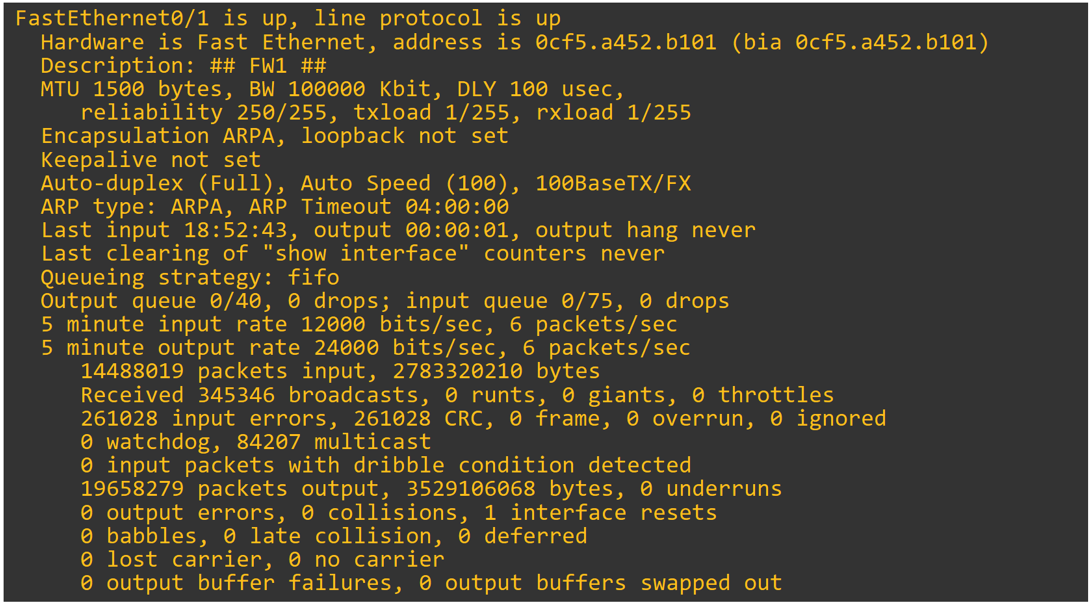 FastEthernet0/1 is up, line protocol is up
Hardware is Fast Ethernet, address is 0cf5.a452.b101 (bia 0cf5.a452.b101)
Description: ## FW1 ##
MTU 1500 bytes, BW 100000 Kbit, DLY 100 usec,
reliability 250/255, txload 1/255, rxload 1/255
Encapsulation ARPA, loopback not set
Keepalive not set
Auto-duplex (Full), Auto Speed (100), 100BaseTX/FX
ARP type: ARPA, ARP Timeout 04:00:00
Last input 18:52:43, output 00:00:01, output hang never
Last clearing of "show interface" counters never
Queueing strategy: fifo
Output queue 0/40, 0 drops; input queue 0/75, 0 drops
5 minute input rate 12000 bits/sec, 6 packets/sec
5 minute output rate 24000 bits/sec, 6 packets/sec
14488019 packets input, 2783320210 bytes
Received 345346 broadcasts, 0 runts, 0 giants, 0 throttles
261028 input errors, 261028 CRC, 0 frame, 0 overrun, 0 ignored
0 watchdog, 84207 multicast
0 input packets with dribble condition detected
19658279 packets output, 3529106068 bytes, 0 underruns
0 output errors, 0 collisions, 1 interface resets
0 babbles, 0 late collision, 0 deferred
0 lost carrier, 0 no carrier
0 output buffer failures, 0 output buffers swapped out